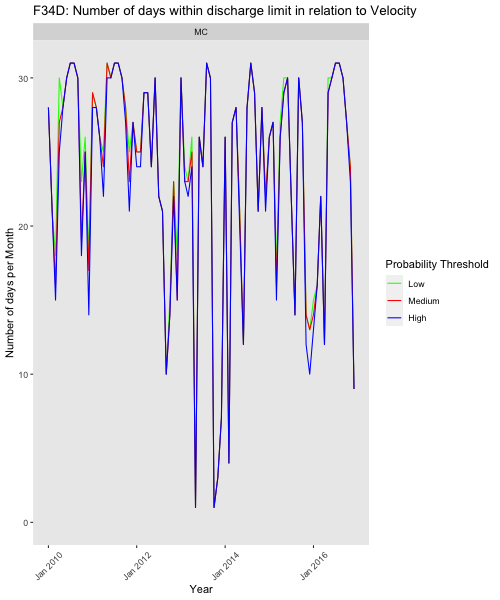 F34D: Number of days within discharge limit in relation to Velocity
MC
Number of days per Month
30
20
10
0
Jan 2010
Jan 2012
Jan 2014
Jan 2016
Year
Probability Threshold
Low
Medium
High